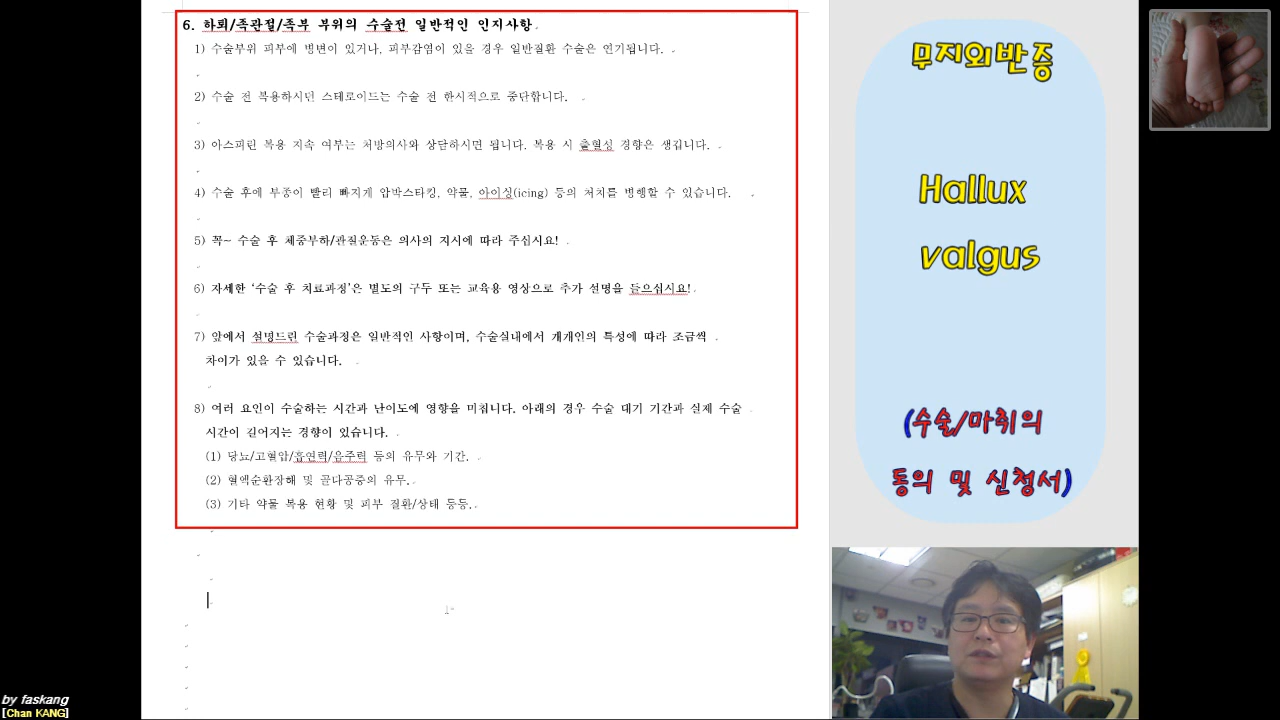 6. 하퇴/족관절/족부 부위의 수술전 일반적인 인지사항
1) 수술부위 피부에 병변이 있거나, 피부감염이 있을 경우 일반질환 수술은 연기됩니다.
2) 수술 전 복용하시던 스테로이드는 수술 전 한시적으로 중단합니다.
3) 아스피린 복용 지속 여부는 처방의사와 상담하시면 됩니다. 복용 시 출혈성 경향은 생깁니다.
4) 수술 후에 부종이 빨리 빠지게 압박스타킹, 약물, 아이싱(icing) 등의 처치를 병행할 수 있습니다.
5) 꼭~ 수술 후 체중부하/관절운동은 의사의 지시에 따라 주십시요!
6) 자세한 '수술 후 치료과정'은 별도의 구두 또는 교육용 영상으로 추가 설명을 들으십시요!
7) 앞에서 설명드린 수술과정은 일반적인 사항이며, 수술실내에서 개개인의 특성에 따라 조금씩
차이가 있을 수 있습니다.
8) 여러 요인이 수술하는 시간과 난이도에 영향을 미칩니다. 아래의 경우 수술 대기 기간과 실제 수술
시간이 길어지는 경향이 있습니다.
(1) 당뇨/고혈압/흡연력/음주력 등의 유무와 기간.
(2) 혈액순환장애 및 골다공증의 유무.
(3) 기타 약물 복용 현황 및 피부 질환/상태 등등.
무지외반증
Hallux
valgus
(수술/마취의
동의 및 신청서)
by faskang
[Chan KANG]